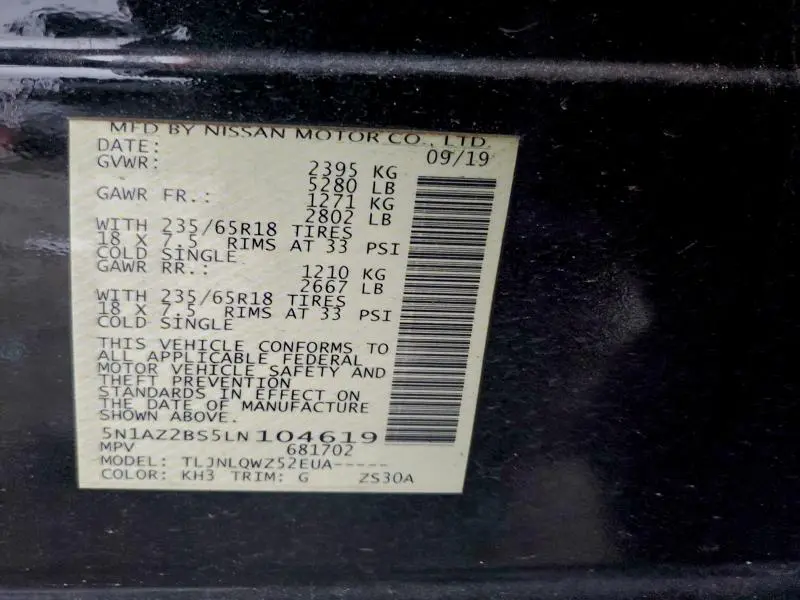 MFD BY NISSAN MOTOR CO., LTD.
DATE: 09/19
GVWR: 2395 KG
5280 LB
GAWR FR.: 1271 KG
2802 LB
WITH 235/65R18 TIRES
18 X 7.5 RIMS AT 33 PSI
COLD SINGLE
GAWR RR.: 1210 KG
2667 LB
WITH 235/65R18 TIRES
18 X 7.5 RIMS AT 33 PSI
COLD SINGLE
THIS VEHICLE CONFORMS TO
ALL APPLICABLE FEDERAL
MOTOR VEHICLE SAFETY AND
THEFT PREVENTION
STANDARDS IN EFFECT ON
THE DATE OF MANUFACTURE
SHOWN ABOVE.
5N1AZ2BS5LN104619
MPV 681702
MODEL: TLJNLQWZ52EUA-----
COLOR: KH3 TRIM: G ZS30A